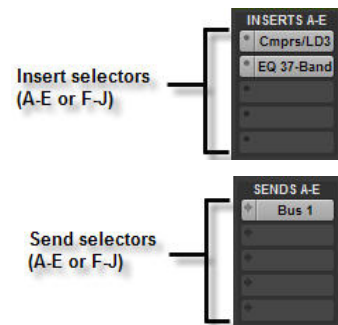 INSERTS A-E
Cmprs/LD3
EQ 37-Band
Insert selectors
(A-E or F-J)
SENDS A-E
Bus 1
Send selectors
(A-E or F-J)